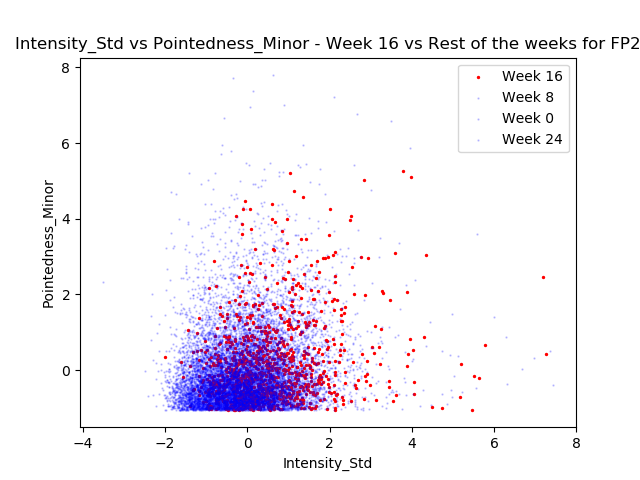 Intensity_Std vs Pointedness_Minor - Week 16 vs Rest of the weeks for FP2
Week 16
Week 8
Week 0
Week 24
8
6
4
2
0
Pointedness_Minor
−4
−2
0
2
4
6
8
Intensity_Std